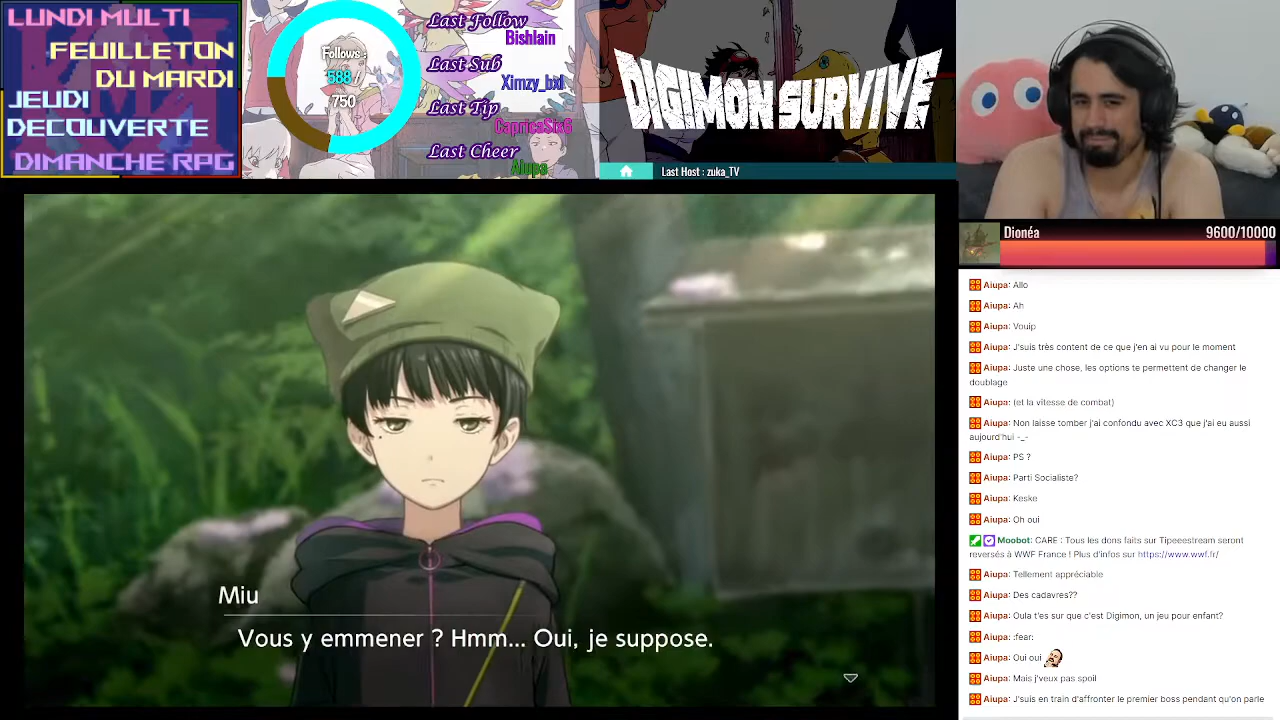 LUNDI MULTI
FEUILLETON
DU MARDI
JEUDI
DECOUVERTE
DIMANCHE RPG
Follows :
588 /
750
Last Follow
Bishlain
Last Sub
Ximzy_bxl
Last Tip
CapricaSix6
Last Cheer
Aiupa
DIGIMON SURVIVE
Last Host : zuka_TV
Dionéa
9600/10000
Aiupa: Allo
Aiupa: Ah
Aiupa: Vouip
Aiupa: J'suis très content de ce que j'en ai vu pour le moment
Aiupa: Juste une chose, les options te permettent de changer le
doublage
Aiupa: (et la vitesse de combat)
Aiupa: Non laisse tomber j'ai confondu avec XC3 que j'ai eu aussi
aujourd'hui -_-
Aiupa: PS ?
Aiupa: Parti Socialiste?
Aiupa: Keske
Aiupa: Oh oui
Moobot: CARE : Tous les dons faits sur Tipeeestream seront
reversés à WWF France ! Plus d'infos sur https://www.wwf.fr/
Aiupa: Tellement appréciable
Aiupa: Des cadavres??
Aiupa: Oula t'es sur que c'est Digimon, un jeu pour enfant?
Aiupa: :fear:
Aiupa: Oui oui
Aiupa: Mais j'veux pas spoil
Aiupa: J'suis en train d'affronter le premier boss pendant qu'on parle
Miu
Vous y emmener ? Hmm... Oui, je suppose.